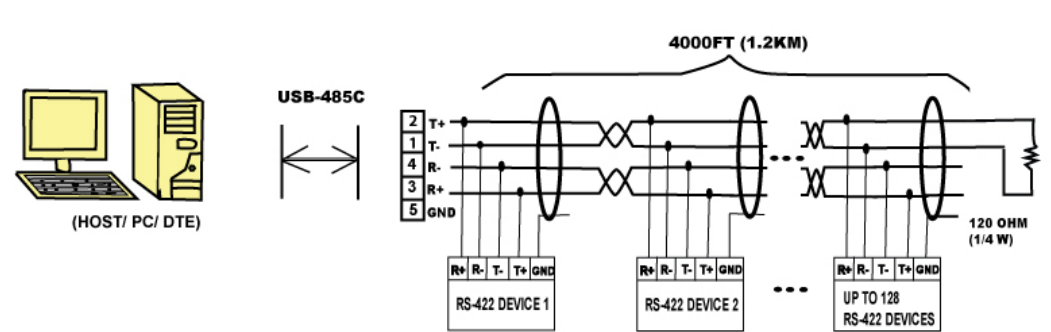 4000FT (1.2KM)
USB-485C
(HOST/ PC/ DTE)
2 T+
1 T-
4 R-
3 R+
5 GND
120 OHM
(1/4 W)
R+ R- T- T+ GND
RS-422 DEVICE 1
R+ R- T- T+ GND
RS-422 DEVICE 2
R+ R- T- T+ GND
UP TO 128
RS-422 DEVICES